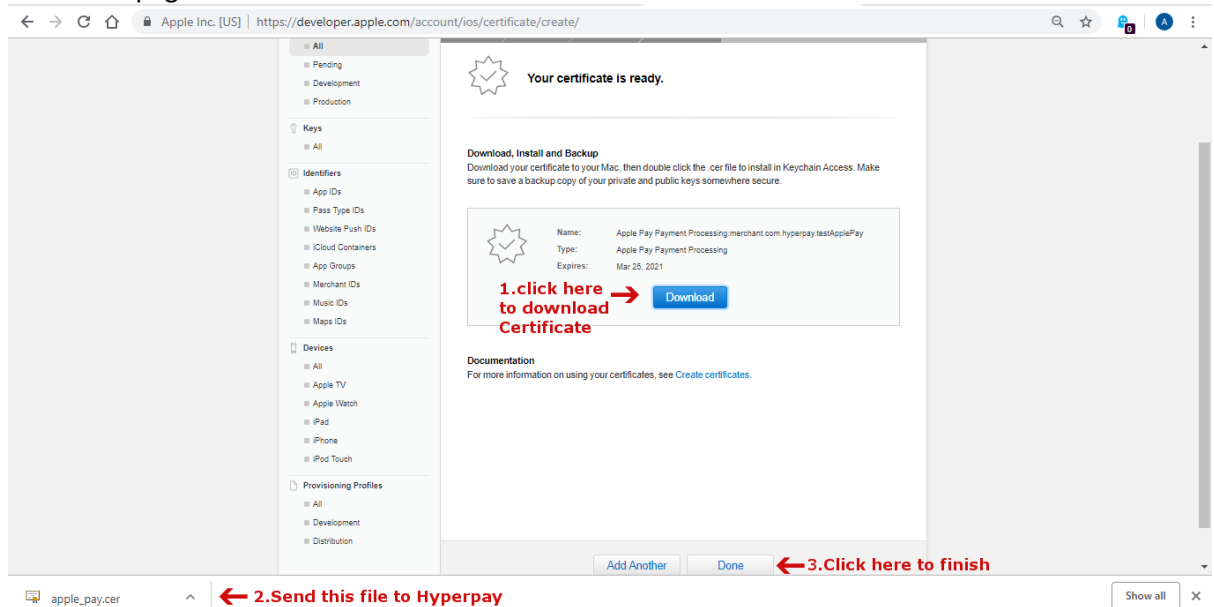 Apple Inc. [US] | https://developer.apple.com/account/ios/certificate/create/
0
A
All
Pending
Development
Production
Keys
All
Identifiers
App IDs
Pass Type IDs
Website Push IDs
iCloud Containers
App Groups
Merchant IDs
Music IDs
Maps IDs
Devices
All
Apple TV
Apple Watch
iPad
iPhone
iPod Touch
Provisioning Profiles
All
Development
Distribution
Your certificate is ready.
Download, Install and Backup
Download your certificate to your Mac, then double click the .cer file to install in Keychain Access. Make
sure to save a backup copy of your private and public keys somewhere secure.
Name: Apple Pay Payment Processing:merchant.com.hyperpay.testApplePay
Type: Apple Pay Payment Processing
Expires: Mar 25, 2021
1.click here
to download
Certificate
Download
Documentation
For more information on using your certificates, see Create certificates.
Add Another
Done
3.Click here to finish
apple_pay.cer
2.Send this file to Hyperpay
Show all